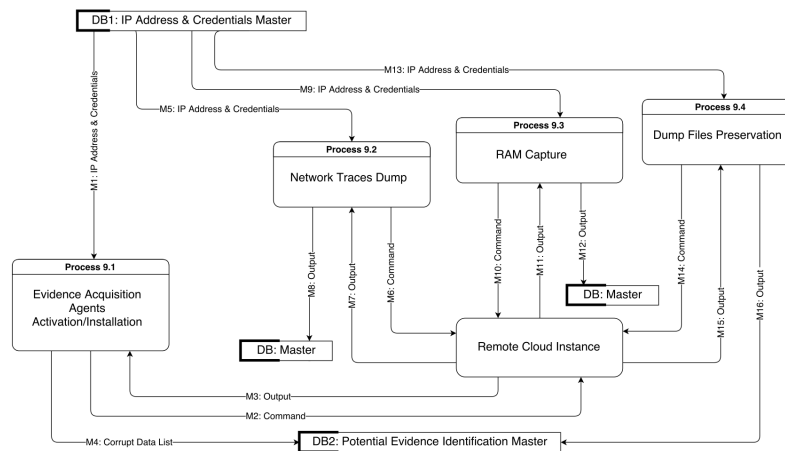 DB1: IP Address & Credentials Master
M13: IP Address & Credentials
M9: IP Address & Credentials
M5: IP Address & Credentials
M1: IP Address & Credentials
Process 9.4
Dump Files Preservation
Process 9.3
RAM Capture
Process 9.2
Network Traces Dump
M8: Output
M7: Output
M6: Command
M10: Command
M11: Output
M12: Output
M14: Command
M15: Output
M16: Output
Process 9.1
Evidence Acquisition
Agents
Activation/Installation
DB: Master
DB: Master
Remote Cloud Instance
M3: Output
M2: Command
M4: Corrupt Data List
DB2: Potential Evidence Identification Master